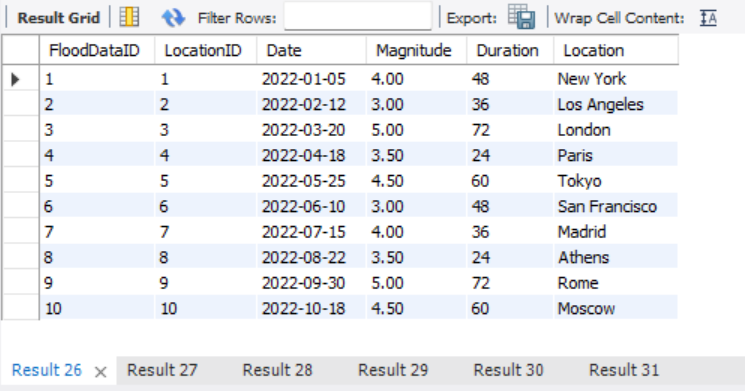 Result Grid Filter Rows: Export: Wrap Cell Content:
FloodDataID LocationID Date Magnitude Duration Location
1 1 2022-01-05 4.00 48 New York
2 2 2022-02-12 3.00 36 Los Angeles
3 3 2022-03-20 5.00 72 London
4 4 2022-04-18 3.50 24 Paris
5 5 2022-05-25 4.50 60 Tokyo
6 6 2022-06-10 3.00 48 San Francisco
7 7 2022-07-15 4.00 36 Madrid
8 8 2022-08-22 3.50 24 Athens
9 9 2022-09-30 5.00 72 Rome
10 10 2022-10-18 4.50 60 Moscow
Result 26 Result 27 Result 28 Result 29 Result 30 Result 31